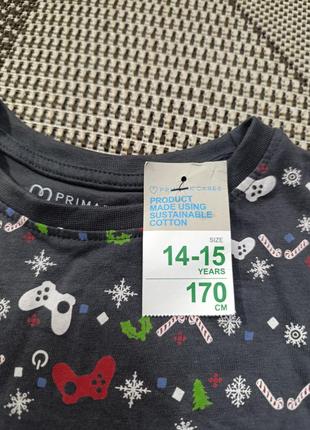 PRIMA
PRODUCT
MADE USING
SUSTAINABLE
COTTON
SIZE
14-15
YEARS
170
CM